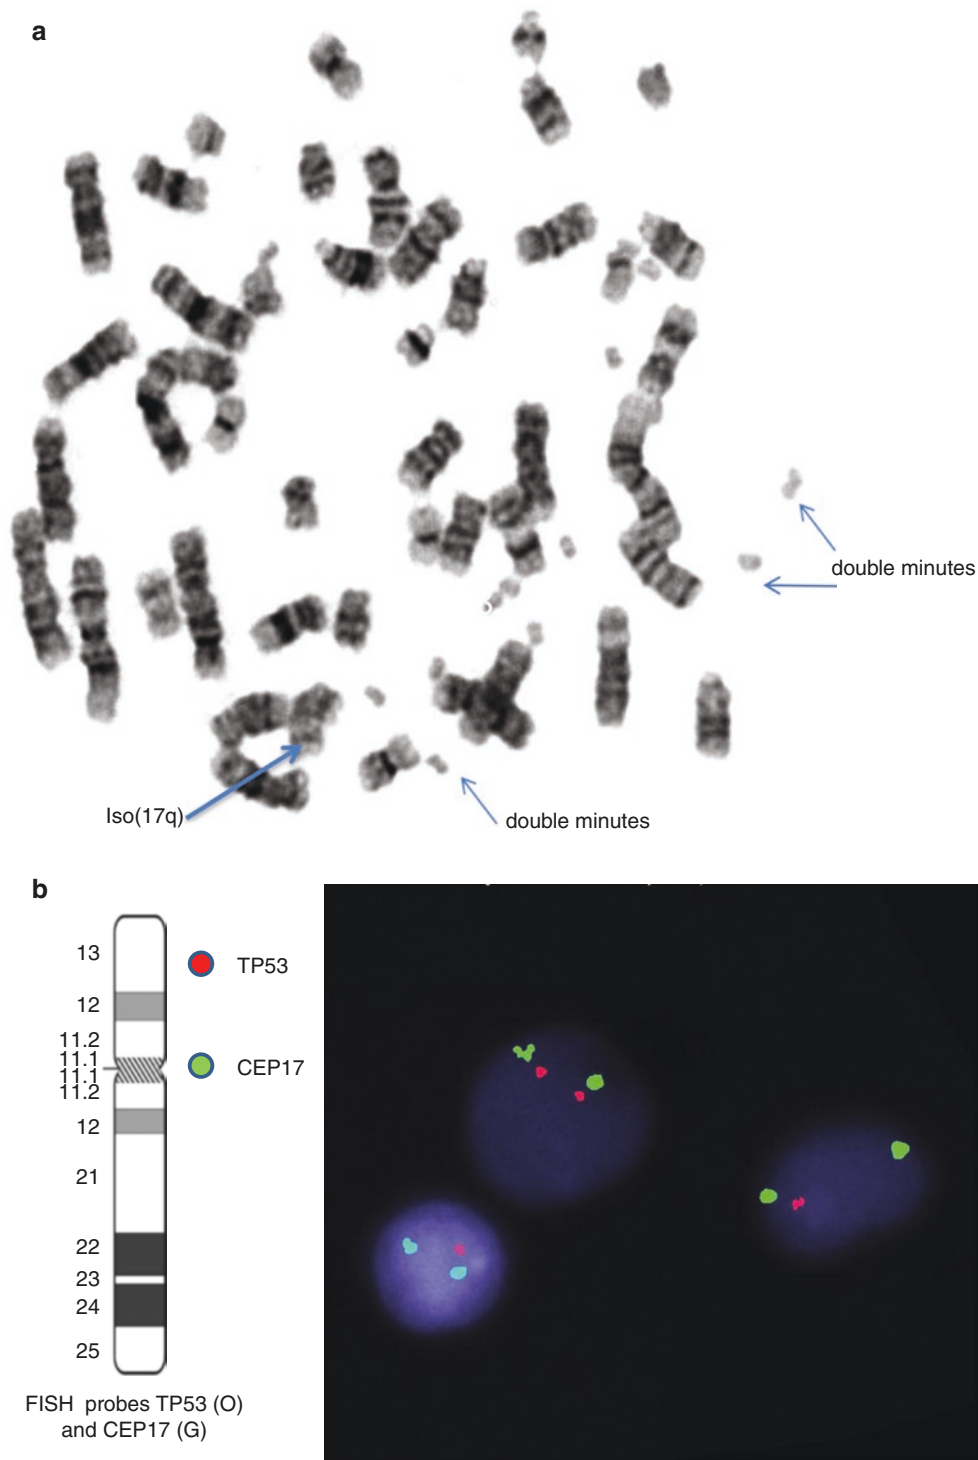 a
double minutes
Iso(17q)
double minutes
b
13
TP53
12
11.2
11.1
CEP17
11.1
11.2
12
21
22
23
24
25
FISH probes TP53 (O)
and CEP17 (G)